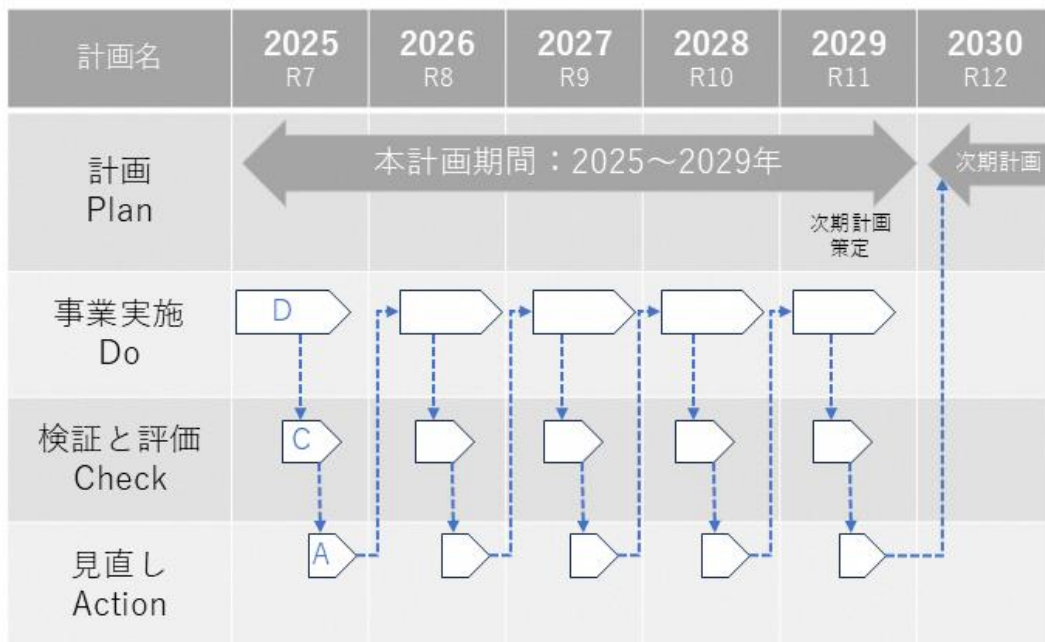 計画名
2025
R7
2026
R8
2027
R9
2028
R10
2029
R11
2030
R12
計画
Plan
本計画期間：2025～2029年
次期計画
次期計画
策定
事業実施
Do
D
検証と評価
Check
C
見直し
Action
A